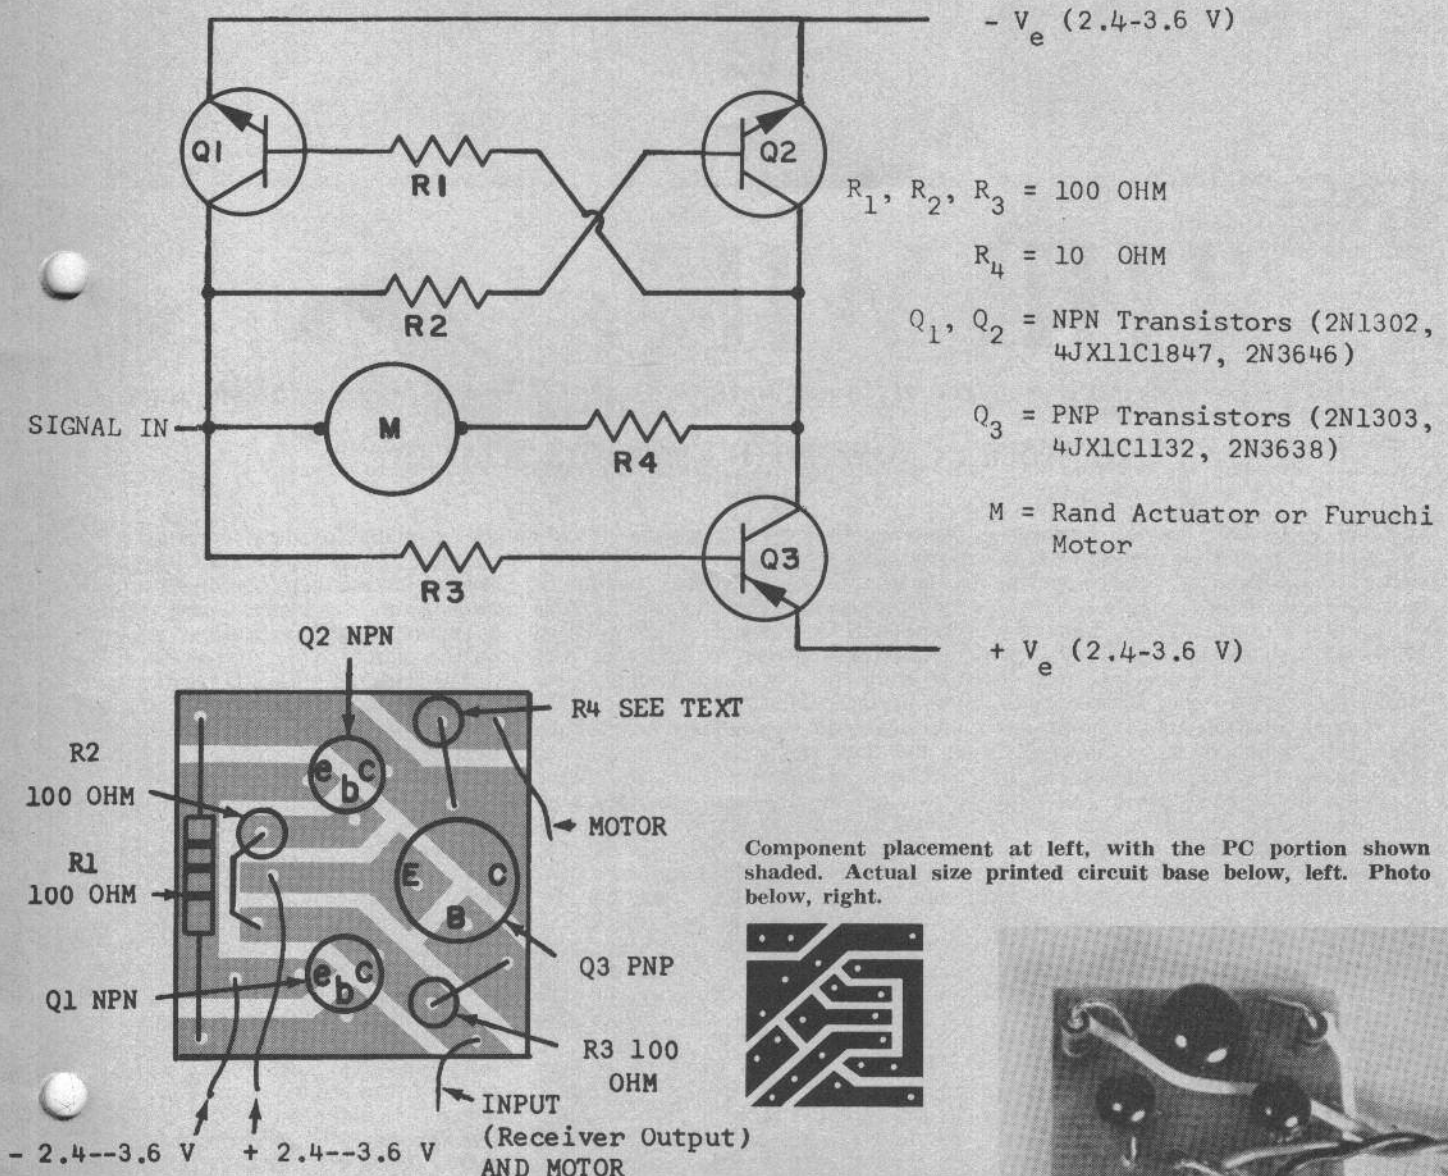 - Ve (2.4-3.6 V)
Q1
Q2
R1
R1, R2, R3 = 100 OHM
R4 = 10 OHM
R2
Q1, Q2 = NPN Transistors (2N1302,
4JX11C1847, 2N3646)
SIGNAL IN
M
R4
Q3 = PNP Transistors (2N1303,
4JX1C1132, 2N3638)
M = Rand Actuator or Furuchi
Motor
Q3
R3
+ Ve (2.4-3.6 V)
Q2 NPN
R4 SEE TEXT
R2
100 OHM
e b c
MOTOR
R1
100 OHM
E C
B
Component placement at left, with the PC portion shown
shaded. Actual size printed circuit base below, left. Photo
below, right.
Q3 PNP
Q1 NPN
e b c
R3 100
OHM
INPUT
(Receiver Output)
AND MOTOR
- 2.4--3.6 V
+ 2.4--3.6 V